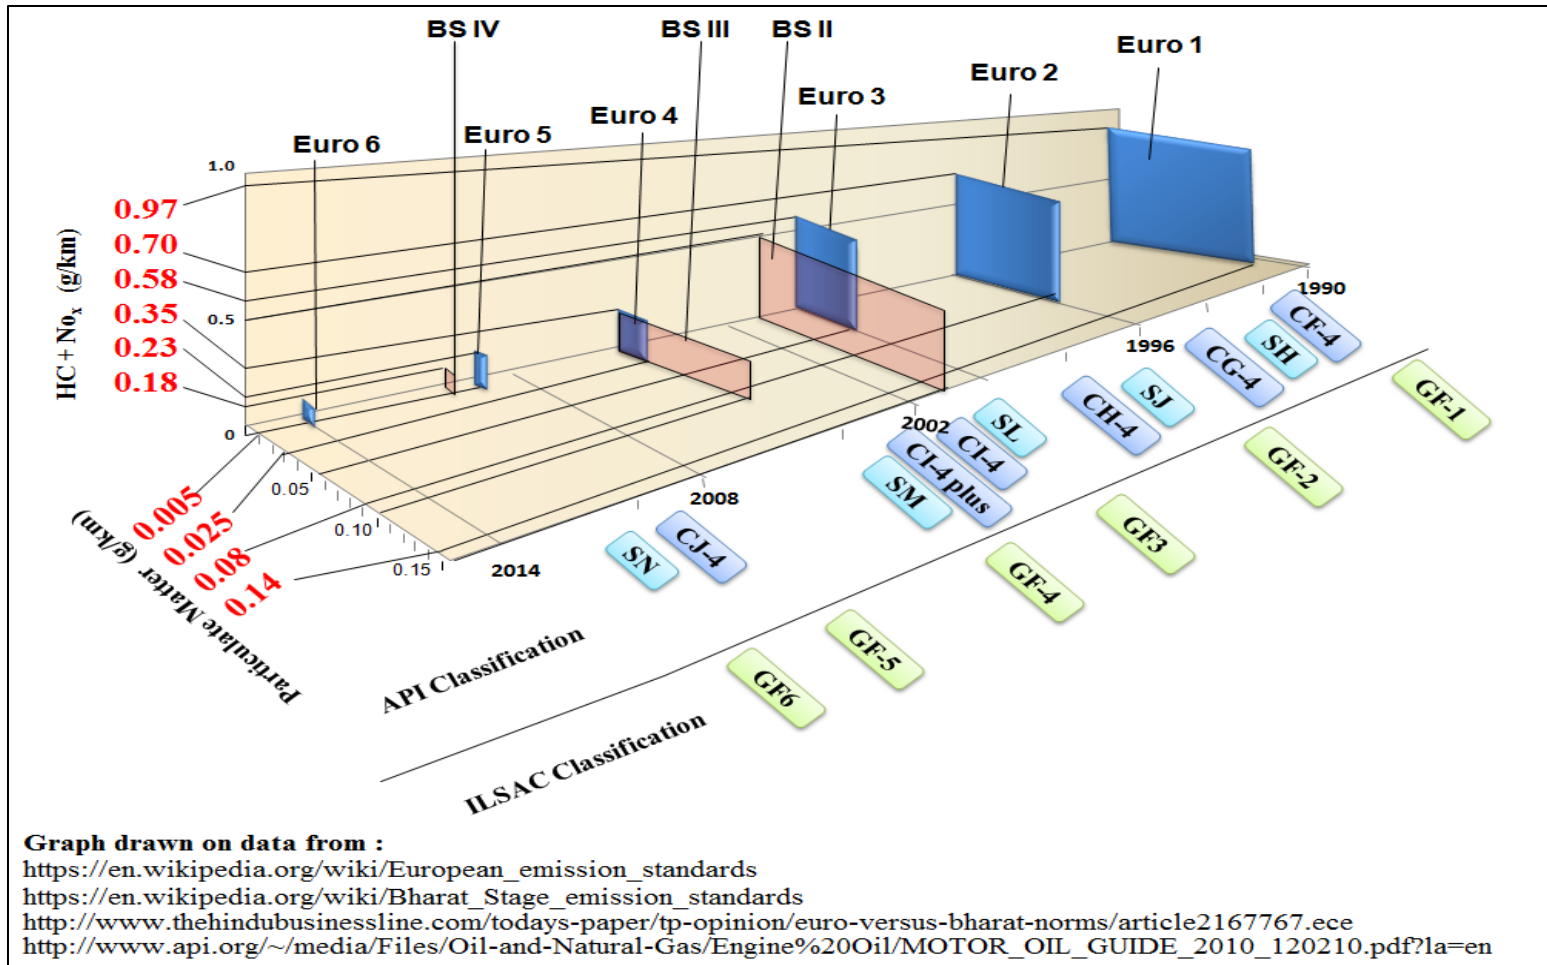 BS IV
BS III
BS II
Euro 1
Euro 2
Euro 3
Euro 4
Euro 5
Euro 6
HC + Nox (g/km)
1.0
0.97
0.70
0.58
0.5
0.35
0.23
0.18
0
0.05
0.10
0.15
0.005
0.025
0.08
0.14
Particulate Matter (g/km)
1990
1996
2002
2008
2014
CF-4
SH
CG-4
SJ
CH-4
SL
CI-4
CI-4 plus
SM
CJ-4
SN
API Classification
GF-1
GF-2
GF3
GF-4
GF-5
GF6
ILSAC Classification
Graph drawn on data from :
https://en.wikipedia.org/wiki/European_emission_standards
https://en.wikipedia.org/wiki/Bharat_Stage_emission_standards
http://www.thehindubusinessline.com/todays-paper/tp-opinion/euro-versus-bharat-norms/article2167767.ece
http://www.api.org/~/media/Files/Oil-and-Natural-Gas/Engine%20Oil/MOTOR_OIL_GUIDE_2010_120210.pdf?la=en